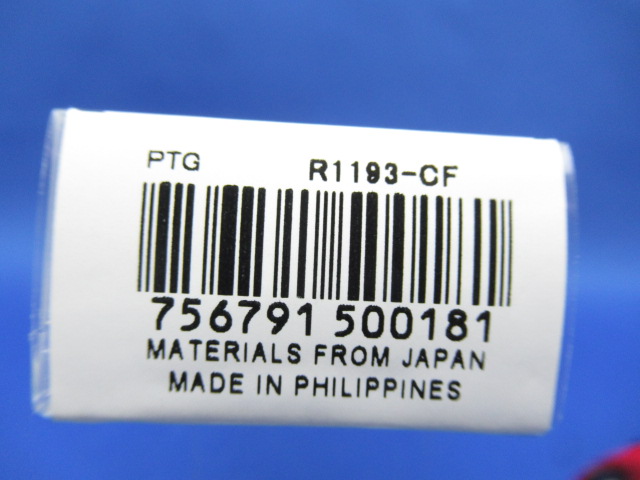 PTG R1193-CF
756791 500181
MATERIALS FROM JAPAN
MADE IN PHILIPPINES